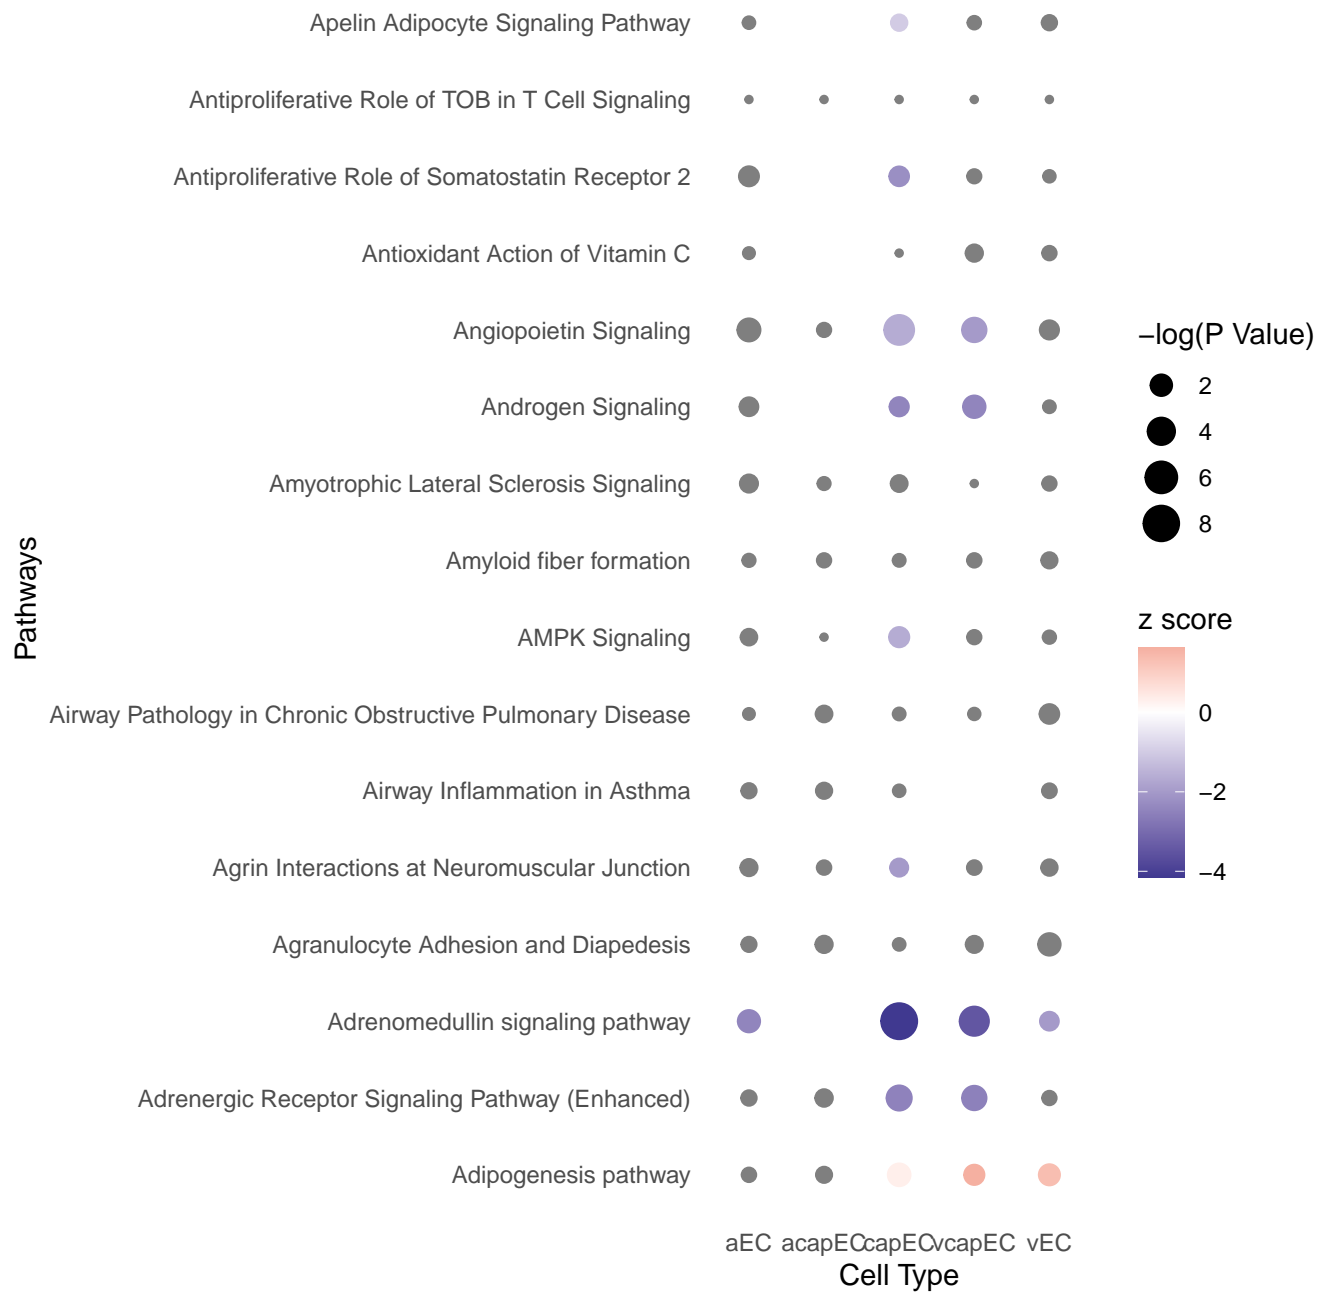 Apelin Adipocyte Signaling Pathway
Antiproliferative Role of TOB in T Cell Signaling
Antiproliferative Role of Somatostatin Receptor 2
Antioxidant Action of Vitamin C
Angiopoietin Signaling
Androgen Signaling
Amyotrophic Lateral Sclerosis Signaling
Amyloid fiber formation
AMPK Signaling
Airway Pathology in Chronic Obstructive Pulmonary Disease
Airway Inflammation in Asthma
Agrin Interactions at Neuromuscular Junction
Agranulocyte Adhesion and Diapedesis
Adrenomedullin signaling pathway
Adrenergic Receptor Signaling Pathway (Enhanced)
Adipogenesis pathway
Pathways
aEC acapEC capEC vcapEC vEC
Cell Type
−log(P Value)
2
4
6
8
z score
0
−2
−4